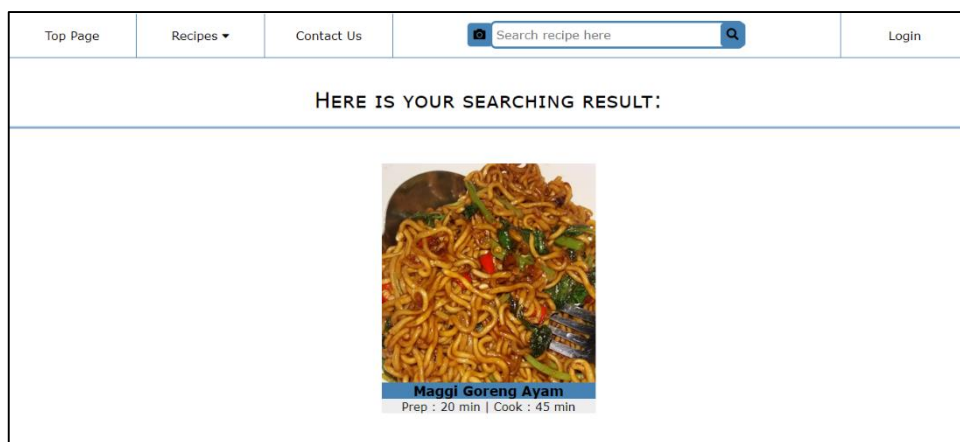 Top Page Recipes Contact Us Search recipe here Login
Here is your searching result:
Maggi Goreng Ayam
Prep : 20 min | Cook : 45 min